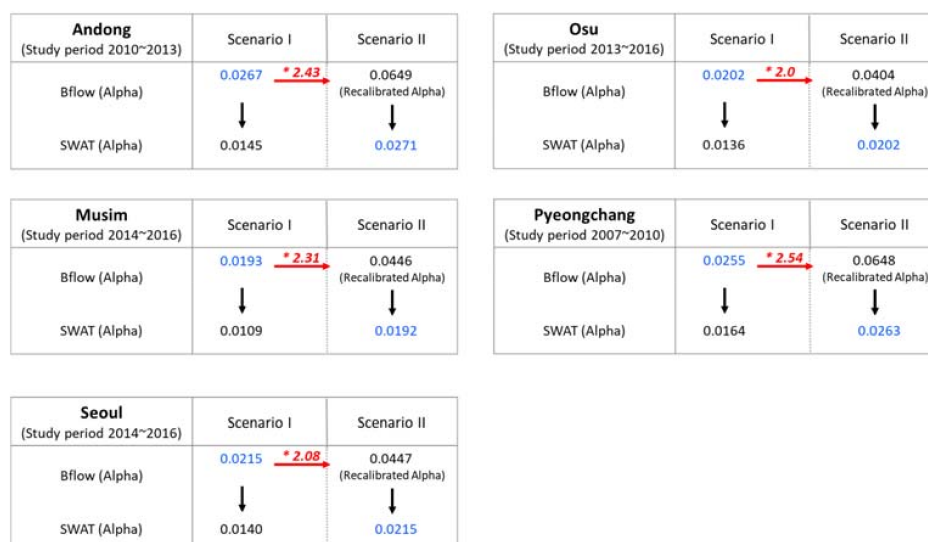 Andong
(Study period 2010~2013)
Scenario I
Scenario II
Bflow (Alpha)
0.0267
* 2.43
0.0649
(Recalibrated Alpha)
SWAT (Alpha)
0.0145
0.0271
Osu
(Study period 2013~2016)
Scenario I
Scenario II
Bflow (Alpha)
0.0202
* 2.0
0.0404
(Recalibrated Alpha)
SWAT (Alpha)
0.0136
0.0202
Musim
(Study period 2014~2016)
Scenario I
Scenario II
Bflow (Alpha)
0.0193
* 2.31
0.0446
(Recalibrated Alpha)
SWAT (Alpha)
0.0109
0.0192
Pyeongchang
(Study period 2007~2010)
Scenario I
Scenario II
Bflow (Alpha)
0.0255
* 2.54
0.0648
(Recalibrated Alpha)
SWAT (Alpha)
0.0164
0.0263
Seoul
(Study period 2014~2016)
Scenario I
Scenario II
Bflow (Alpha)
0.0215
* 2.08
0.0447
(Recalibrated Alpha)
SWAT (Alpha)
0.0140
0.0215